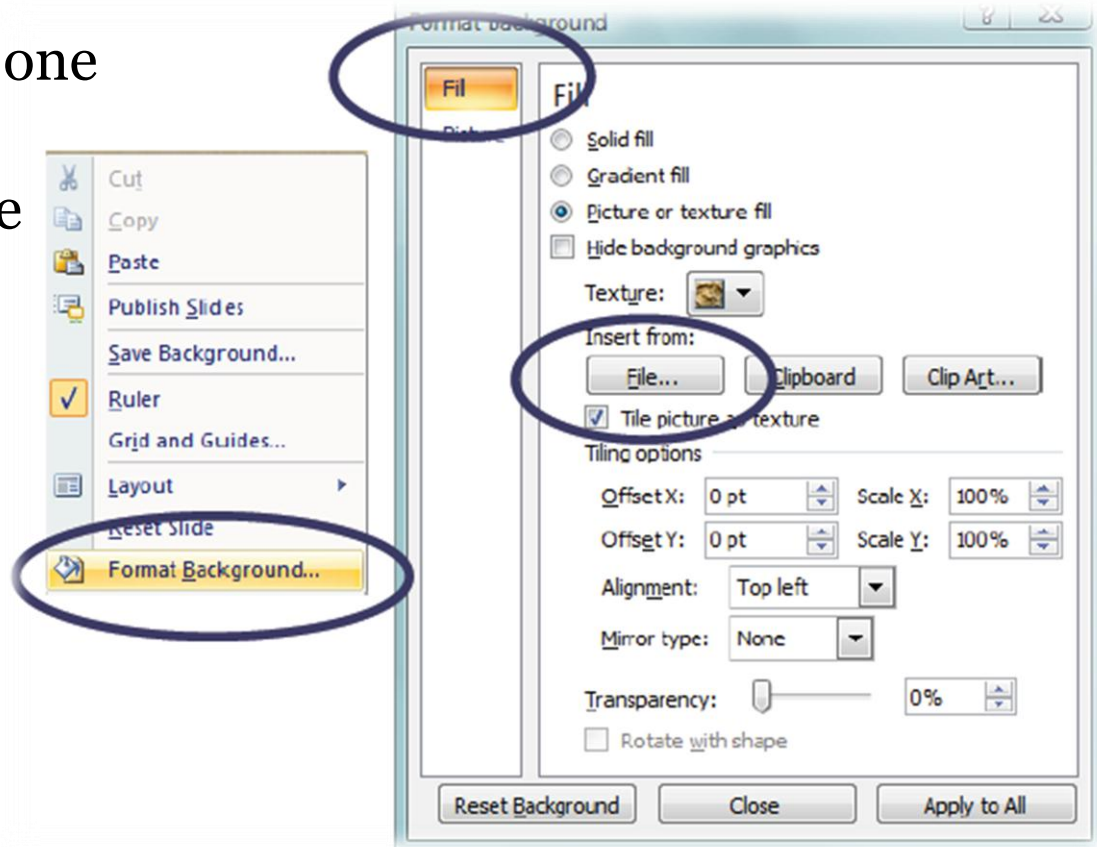 one
e
Cut
Copy
Paste
Publish Slides
Save Background...
Ruler
Grid and Guides...
Layout
Reset Slide
Format Background...
Format Background
Fill
Picture
Fill
Solid fill
Gradient fill
Picture or texture fill
Hide background graphics
Texture:
Insert from:
File... Clipboard Clip Art...
Tile picture as texture
Tiling options
Offset X: 0 pt Scale X: 100%
Offset Y: 0 pt Scale Y: 100%
Alignment: Top left
Mirror type: None
Transparency: 0%
Rotate with shape
Reset Background Close Apply to All